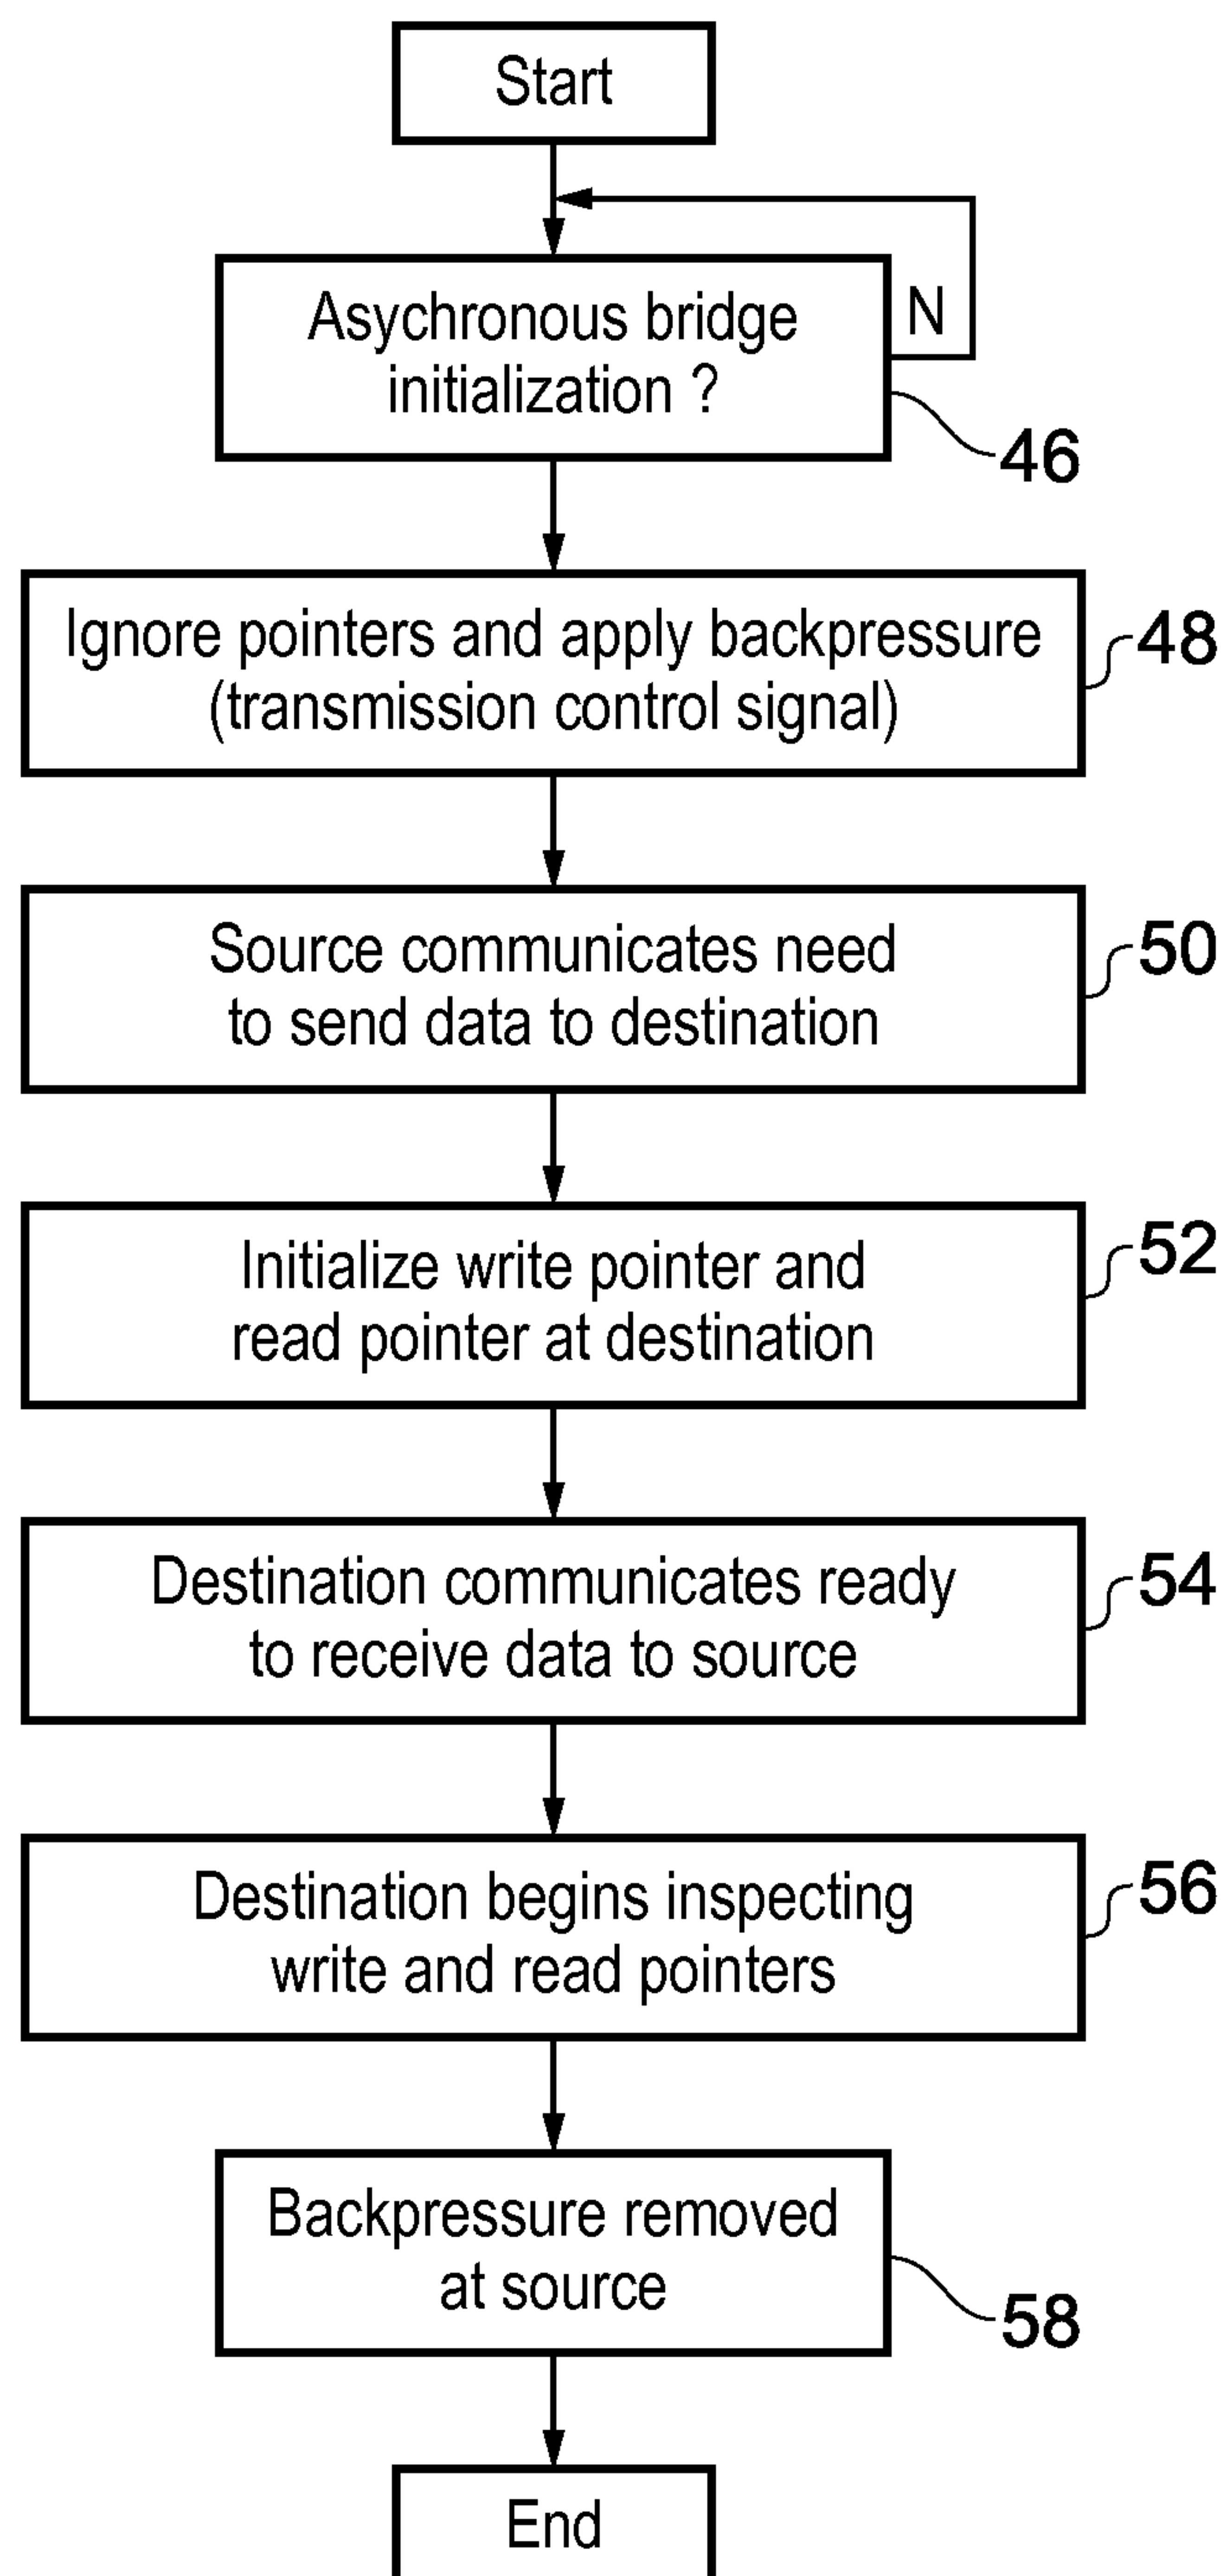 Start
Asychronous bridge
initialization ?
N
46
Ignore pointers and apply backpressure
(transmission control signal)
48
Source communicates need
to send data to destination
50
Initialize write pointer and
read pointer at destination
52
Destination communicates ready
to receive data to source
54
Destination begins inspecting
write and read pointers
56
Backpressure removed
at source
58
End